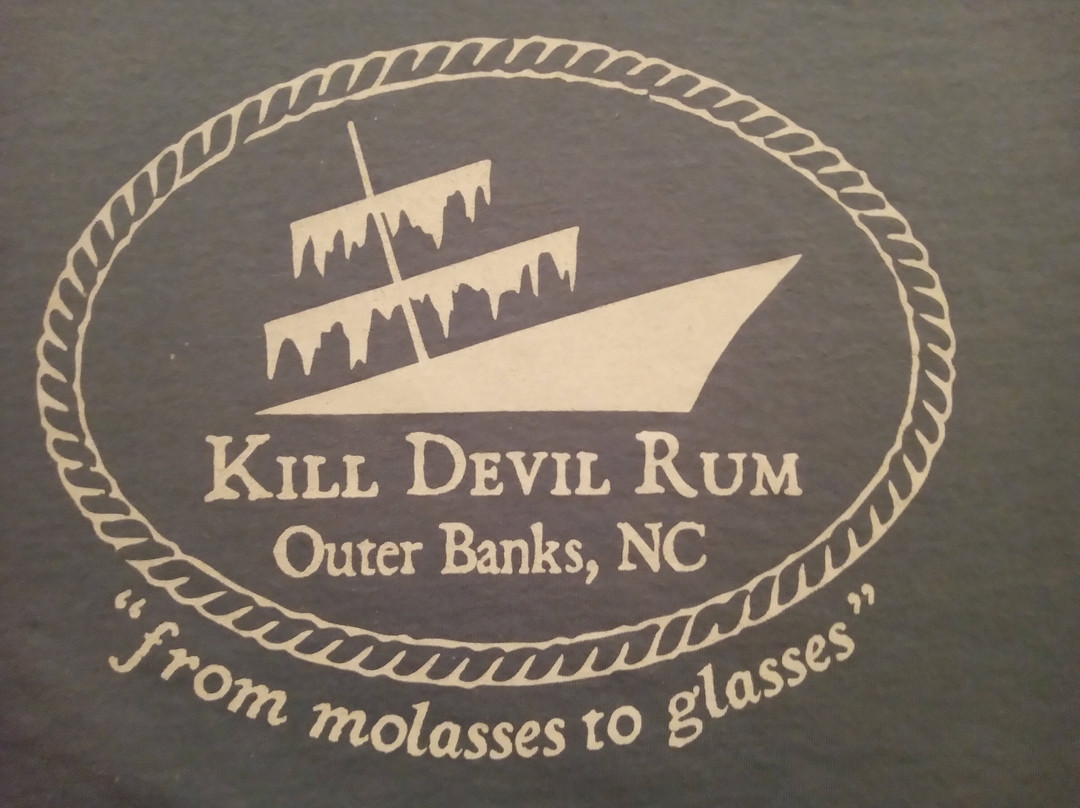 KILL DEVIL RUM
Outer Banks, NC
“from molasses to glasses”